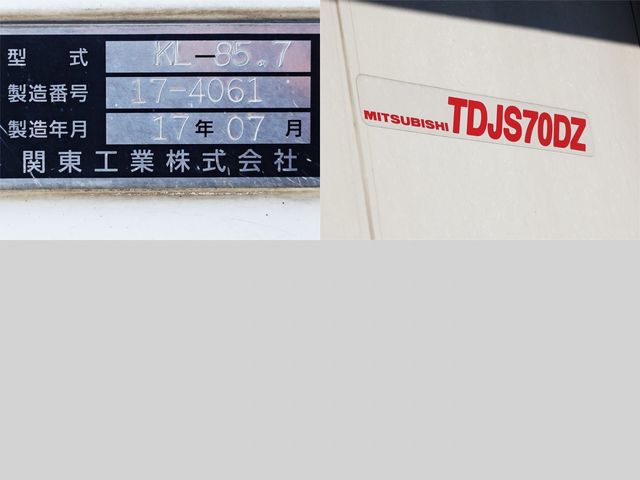 型式 KL-85.7
製造番号 17-4061
製造年月 17年07月
関東工業株式会社
MITSUBISHI TDJS70DZ